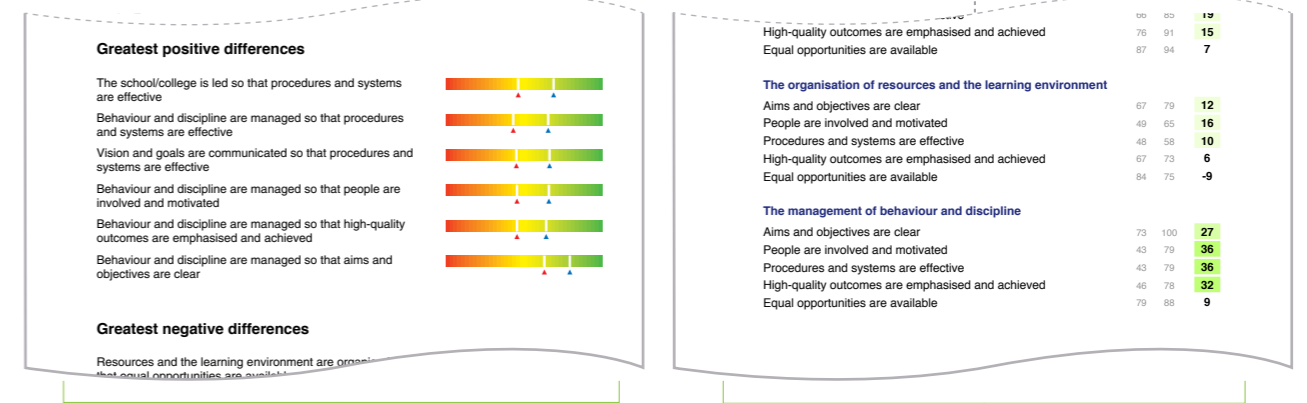 Greatest positive differences
The school/college is led so that procedures and systems
are effective
Behaviour and discipline are managed so that procedures
and systems are effective
Vision and goals are communicated so that procedures and
systems are effective
Behaviour and discipline are managed so that people are
involved and motivated
Behaviour and discipline are managed so that high-quality
outcomes are emphasised and achieved
Behaviour and discipline are managed so that aims and
objectives are clear
Greatest negative differences
Resources and the learning environment are
that equal opportunities are
66 85 19
High-quality outcomes are emphasised and achieved 76 91 15
Equal opportunities are available 87 94 7
The organisation of resources and the learning environment
Aims and objectives are clear 67 79 12
People are involved and motivated 49 65 16
Procedures and systems are effective 48 58 10
High-quality outcomes are emphasised and achieved 67 73 6
Equal opportunities are available 84 75 -9
The management of behaviour and discipline
Aims and objectives are clear 73 100 27
People are involved and motivated 43 79 36
Procedures and systems are effective 43 79 36
High-quality outcomes are emphasised and achieved 46 78 32
Equal opportunities are available 79 88 9